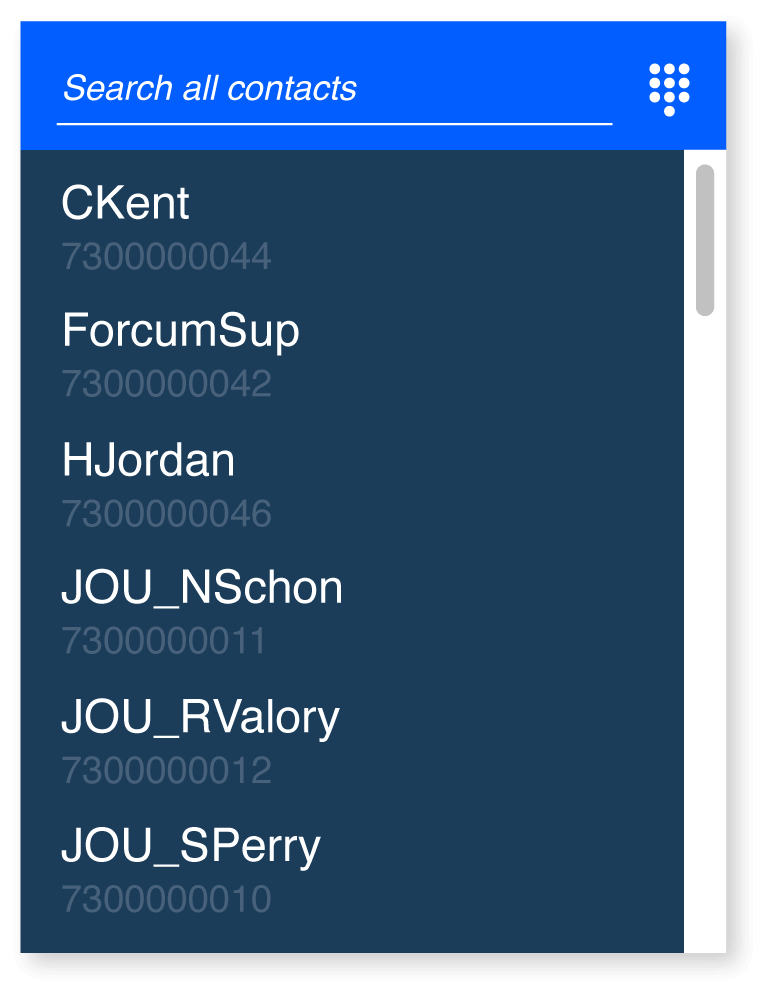 Search all contacts
CKent
7300000044
ForcumSup
7300000042
HJordan
7300000046
JOU_NSchon
7300000011
JOU_RValory
7300000012
JOU_SPerry
7300000010